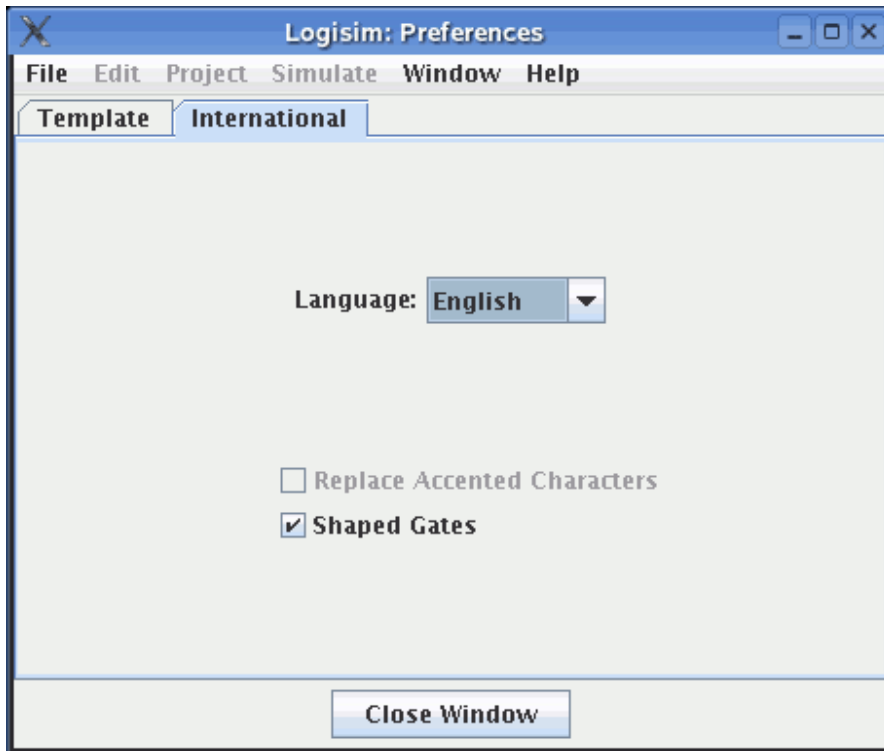 Logisim: Preferences
File Edit Project Simulate Window Help
Template International
Language: English
Replace Accented Characters
Shaped Gates
Close Window